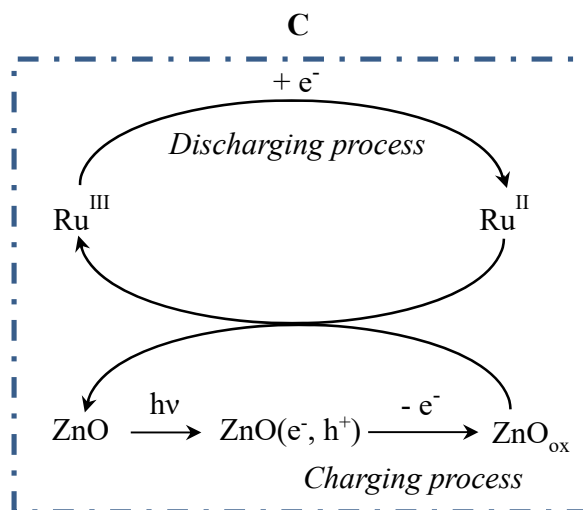 C
+ e⁻
Discharging process
Ru^III Ru^II
hν - e⁻
ZnO ZnO(e⁻, h⁺) ZnO_ox
Charging process